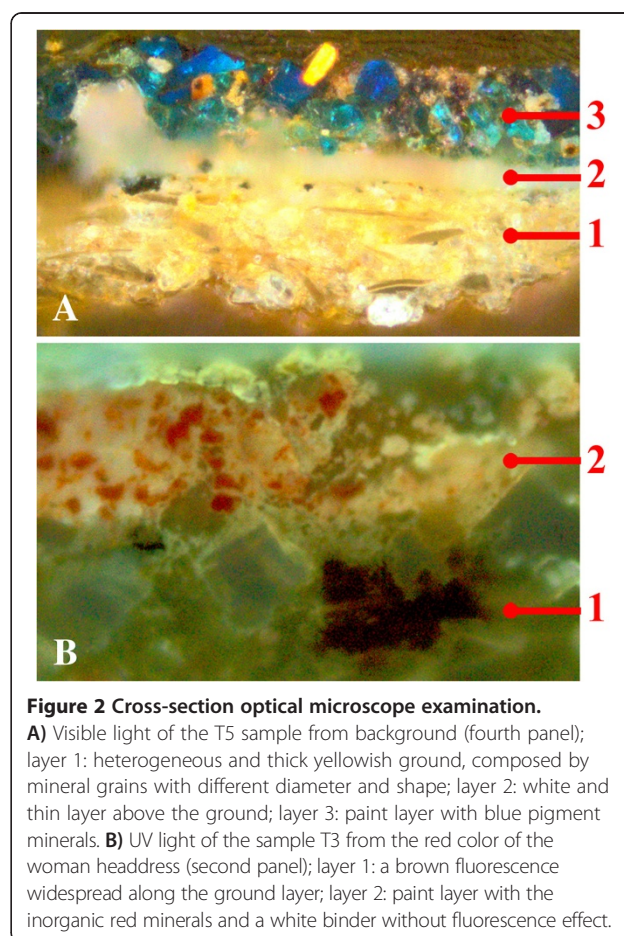 3
2
1
A
2
1
B
Figure 2 Cross-section optical microscope examination.
A) Visible light of the T5 sample from background (fourth panel);
layer 1: heterogeneous and thick yellowish ground, composed by
mineral grains with different diameter and shape; layer 2: white and
thin layer above the ground; layer 3: paint layer with blue pigment
minerals. B) UV light of the sample T3 from the red color of the
woman headdress (second panel); layer 1: a brown fluorescence
widespread along the ground layer; layer 2: paint layer with the
inorganic red minerals and a white binder without fluorescence effect.